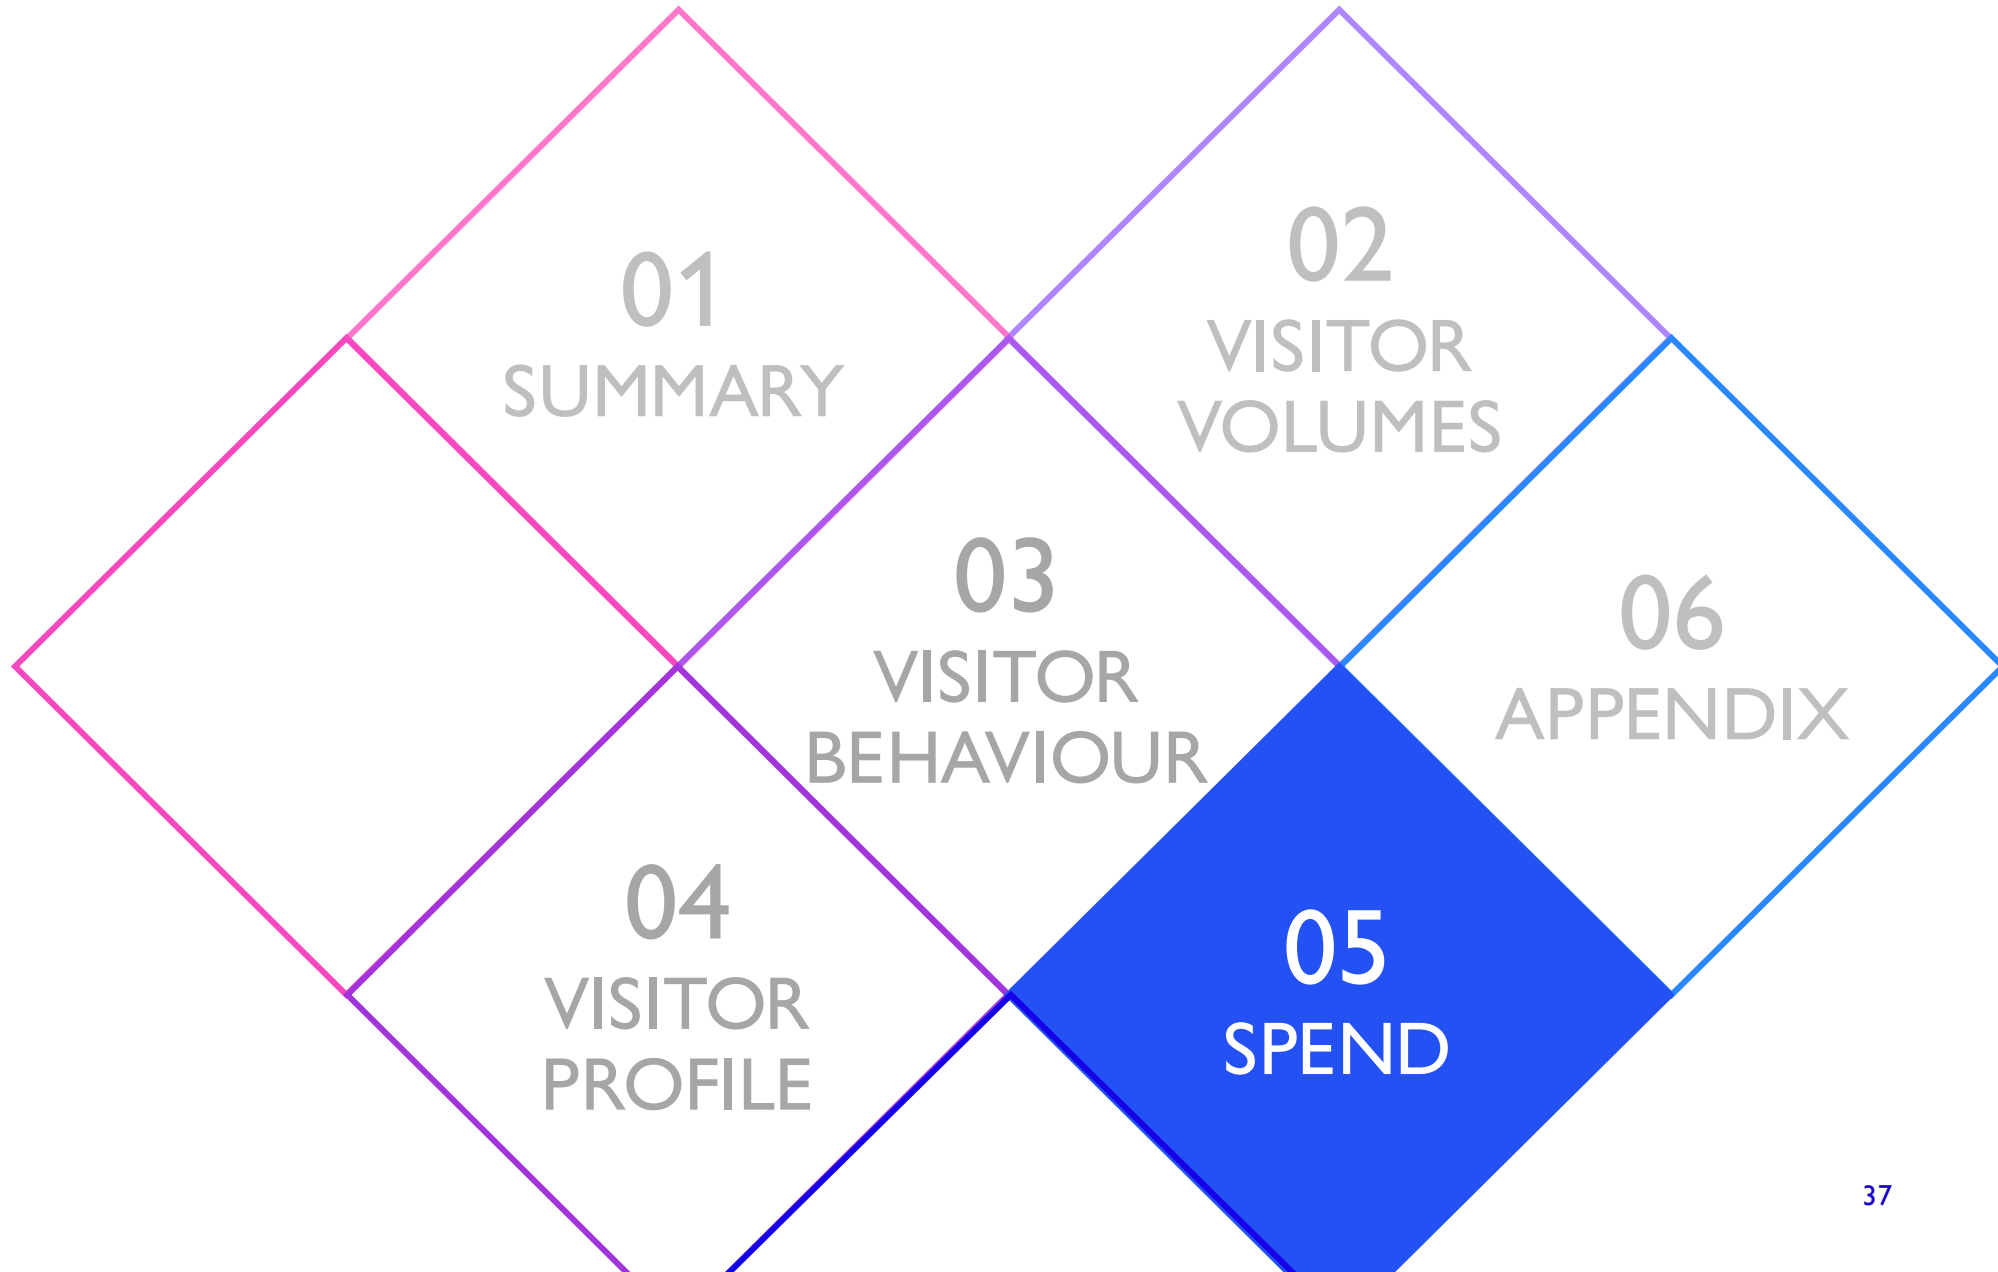 01
SUMMARY
02
VISITOR
VOLUMES
03
VISITOR
BEHAVIOUR
04
VISITOR
PROFILE
05
SPEND
06
APPENDIX
37